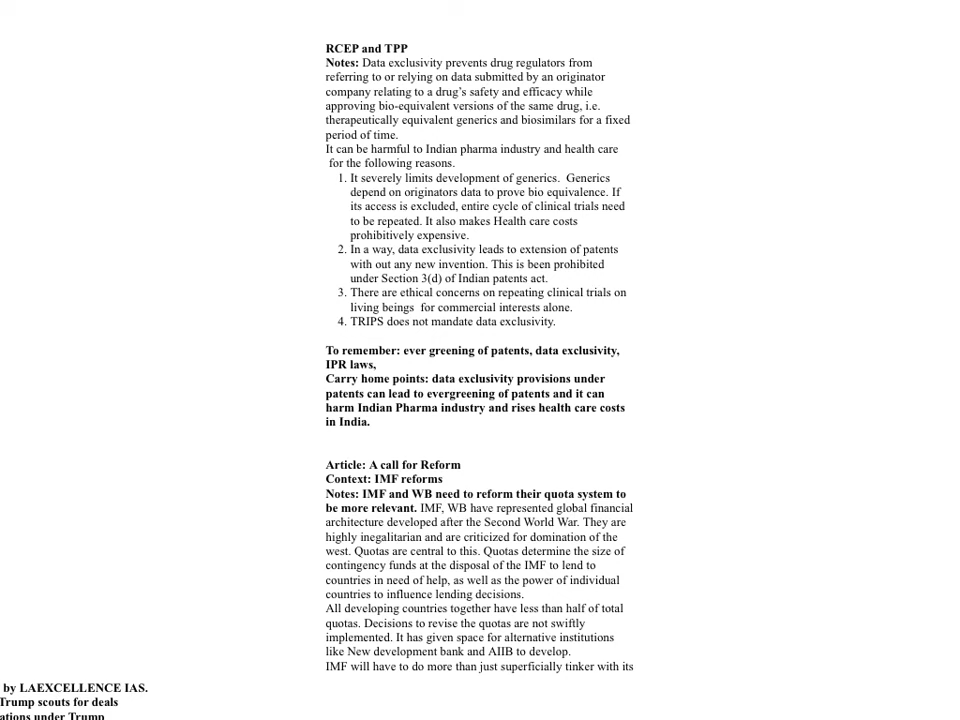 RCEP and TPP
Notes: Data exclusivity prevents drug regulators from
referring to or relying on data submitted by an originator
company relating to a drug's safety and efficacy while
approving bio-equivalent versions of the same drug, i.e.
therapeutically equivalent generics and biosimilars for a fixed
period of time.
It can be harmful to Indian pharma industry and health care
for the following reasons.
1. It severely limits development of generics.  Generics
depend on originators data to prove bio equivalence. If
its access is excluded, entire cycle of clinical trials need
to be repeated. It also makes Health care costs
prohibitively expensive.
2. In a way, data exclusivity leads to extension of patents
with out any new invention. This is been prohibited
under Section 3(d) of Indian patents act.
3. There are ethical concerns on repeating clinical trials on
living beings  for commercial interests alone.
4. TRIPS does not mandate data exclusivity.
To remember: ever greening of patents, data exclusivity,
IPR laws,
Carry home points: data exclusivity provisions under
patents can lead to evergreening of patents and it can
harm Indian Pharma industry and rises health care costs
in India.
Article: A call for Reform
Context: IMF reforms
Notes: IMF and WB need to reform their quota system to
be more relevant. IMF, WB have represented global financial
architecture developed after the Second World War. They are
highly inegalitarian and are criticized for domination of the
west. Quotas are central to this. Quotas determine the size of
contingency funds at the disposal of the IMF to lend to
countries in need of help, as well as the power of individual
countries to influence lending decisions.
All developing countries together have less than half of total
quotas. Decisions to revise the quotas are not swiftly
implemented. It has given space for alternative institutions
like New development bank and AIIB to develop.
IMF will have to do more than just superficially tinker with its
by LAEXCELLENCE IAS.
Trump scouts for deals
ations under Trump